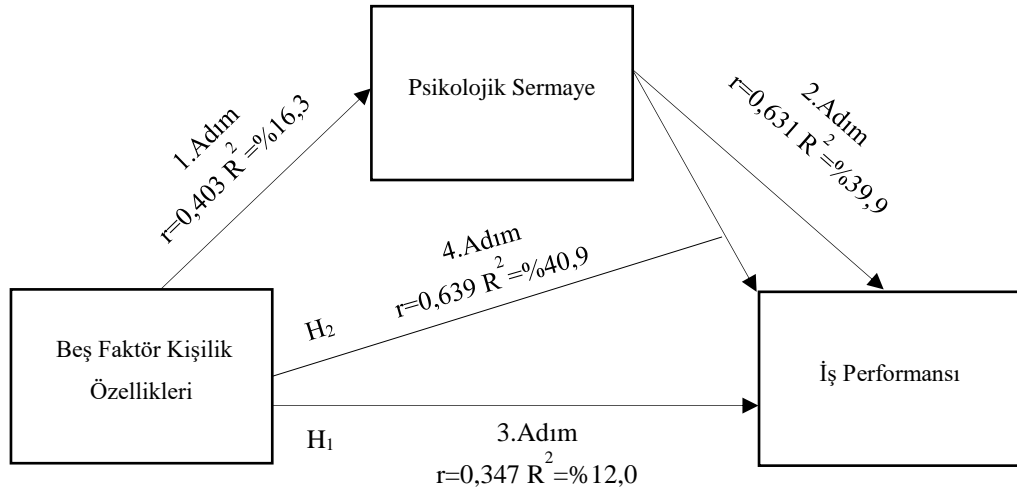 Psikolojik Sermaye
1.Adım
r=0,403 R²=%16,3
2.Adım
r=0,631 R²=%39,9
4.Adım
r=0,639 R²=%40,9
H₂
Beş Faktör Kişilik
Özellikleri
İş Performansı
H₁
3.Adım
r=0,347 R²=%12,0